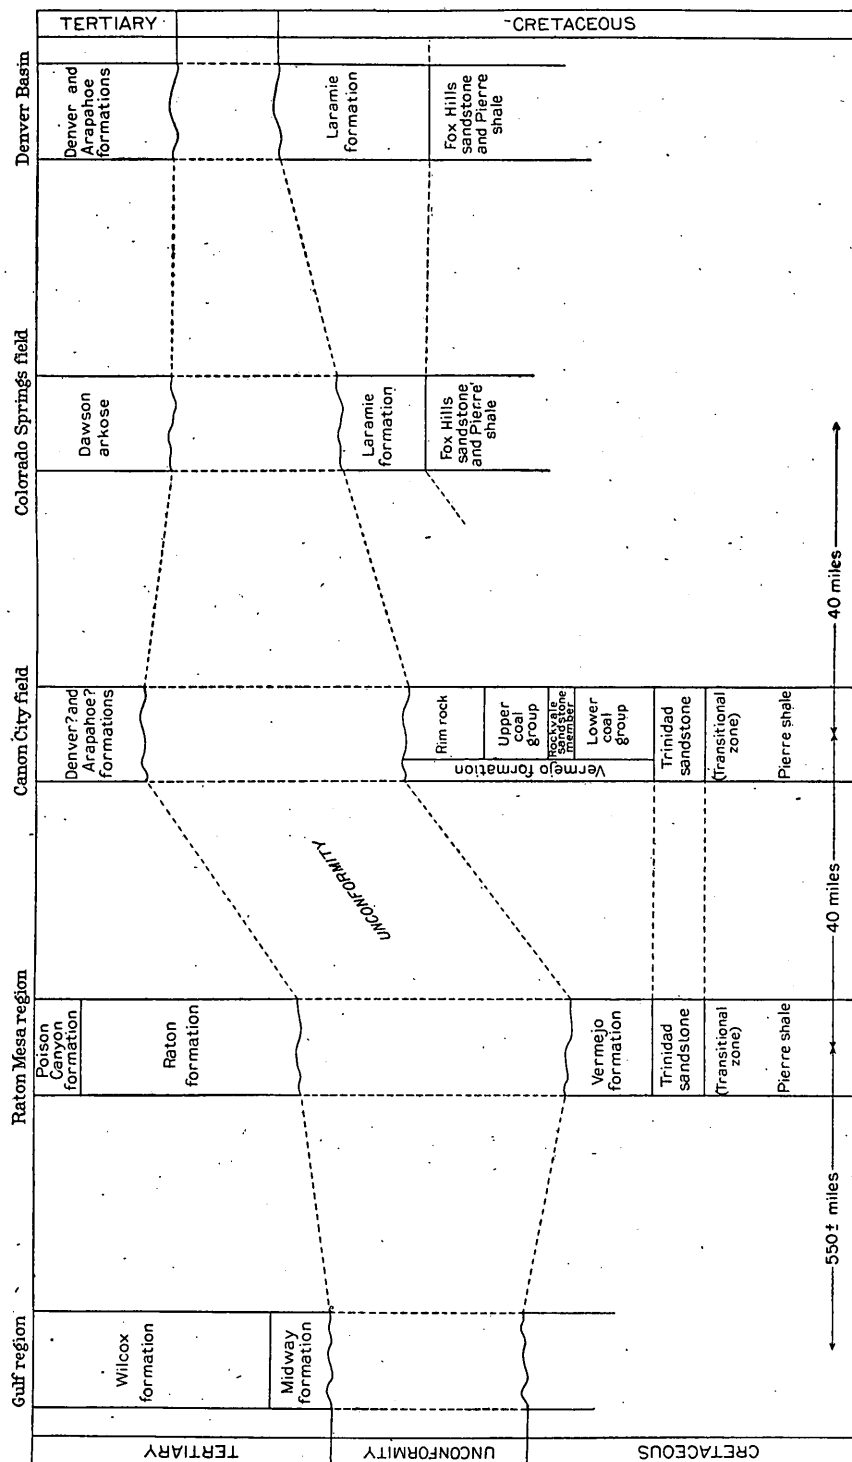 TERTIARY
CRETACEOUS
Denver Basin
Denver and
Arapahoe
formations
Laramie
formation
Fox Hills
sandstone
and Pierre
shale
Colorado Springs field
Dawson
arkose
Laramie
formation
Fox Hills
sandstone
and Pierre
shale
Canon City field
Denver? and
Arapahoe?
formations
Vermejo formation
Rim rock
Upper
coal
group
Rockvale
sandstone
member
Lower
coal
group
Trinidad
sandstone
(Transitional
zone)
Pierre shale
UNCONFORMITY
Raton Mesa region
Poison
Canyon
formation
Raton
formation
Vermejo
formation
Trinidad
sandstone
(Transitional
zone)
Pierre shale
Gulf region
Wilcox
formation
Midway
formation
550± miles
40 miles
40 miles
TERTIARY
UNCONFORMITY
CRETACEOUS